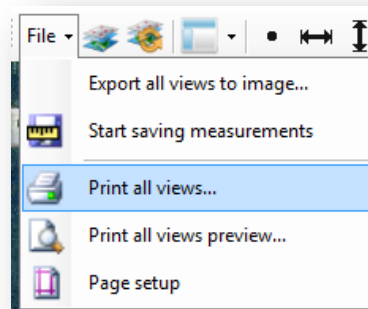 File
Export all views to image...
Start saving measurements
Print all views...
Print all views preview...
Page setup